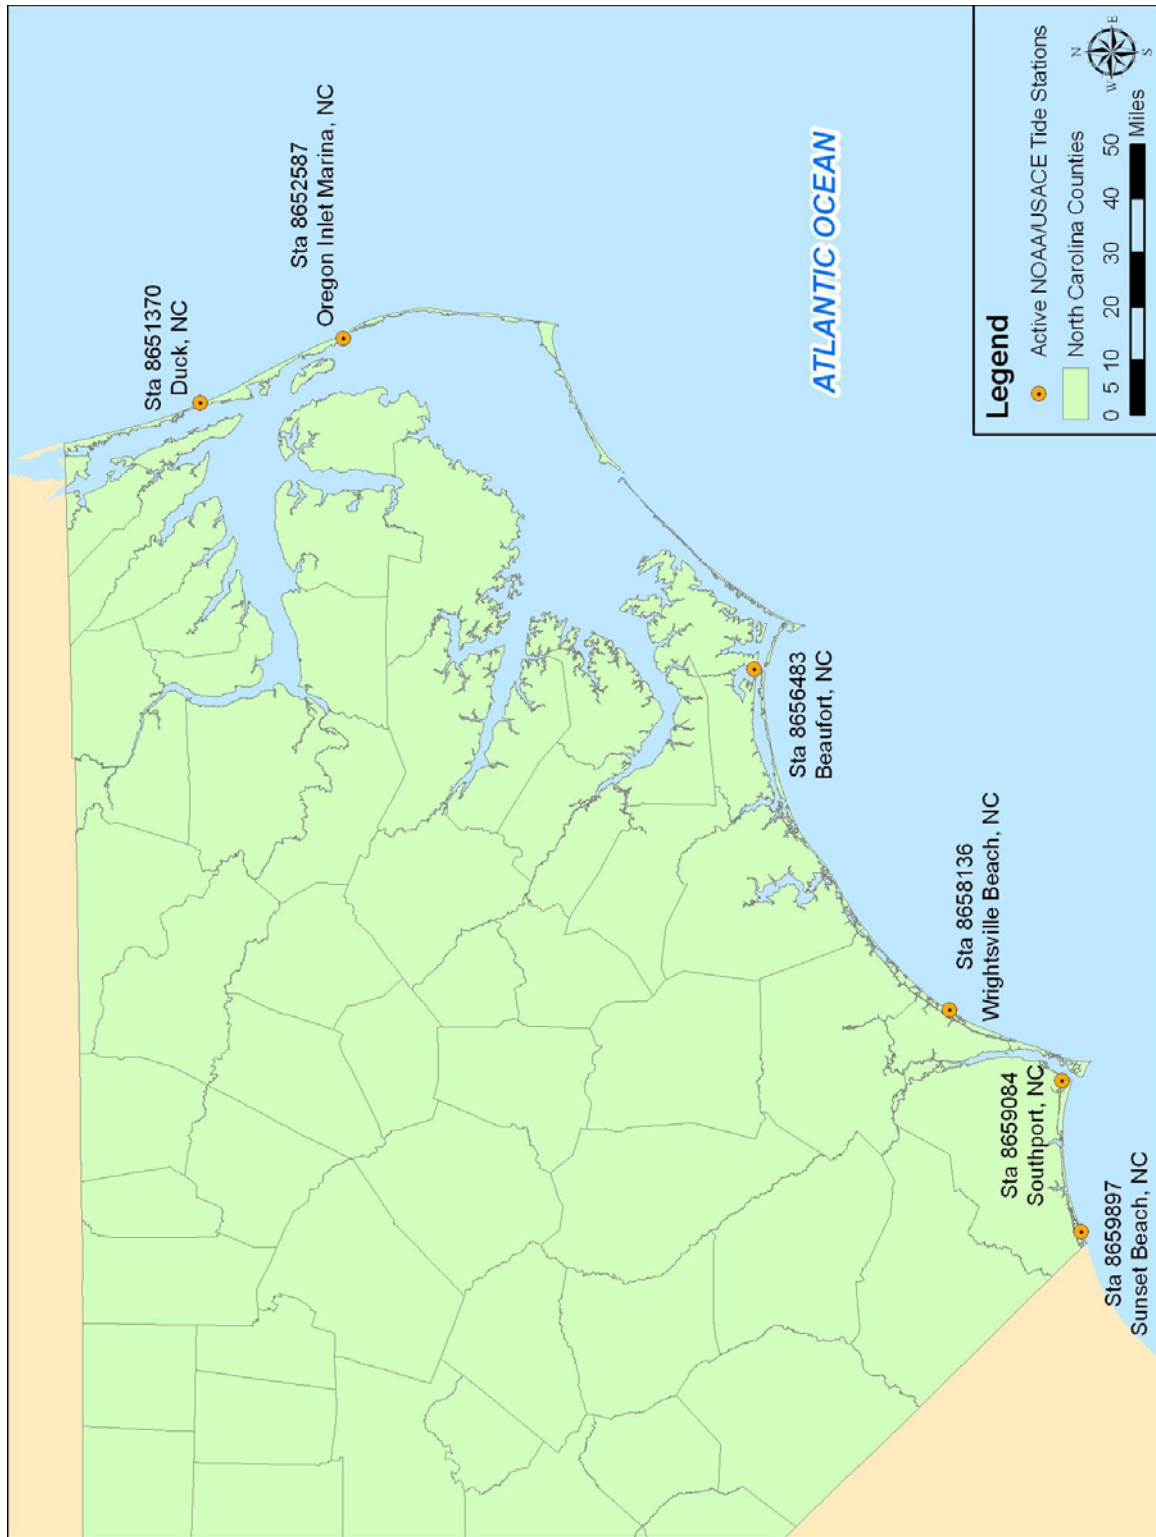 Sta 8651370
Duck, NC
Sta 8652587
Oregon Inlet Marina, NC
Sta 8656483
Beaufort, NC
Sta 8658136
Wrightsville Beach, NC
Sta 8659084
Southport, NC
Sta 8659897
Sunset Beach, NC
ATLANTIC OCEAN
Legend
Active NOAA/USACE Tide Stations
North Carolina Counties
0 5 10 20 30 40 50
Miles
N
E
S
W